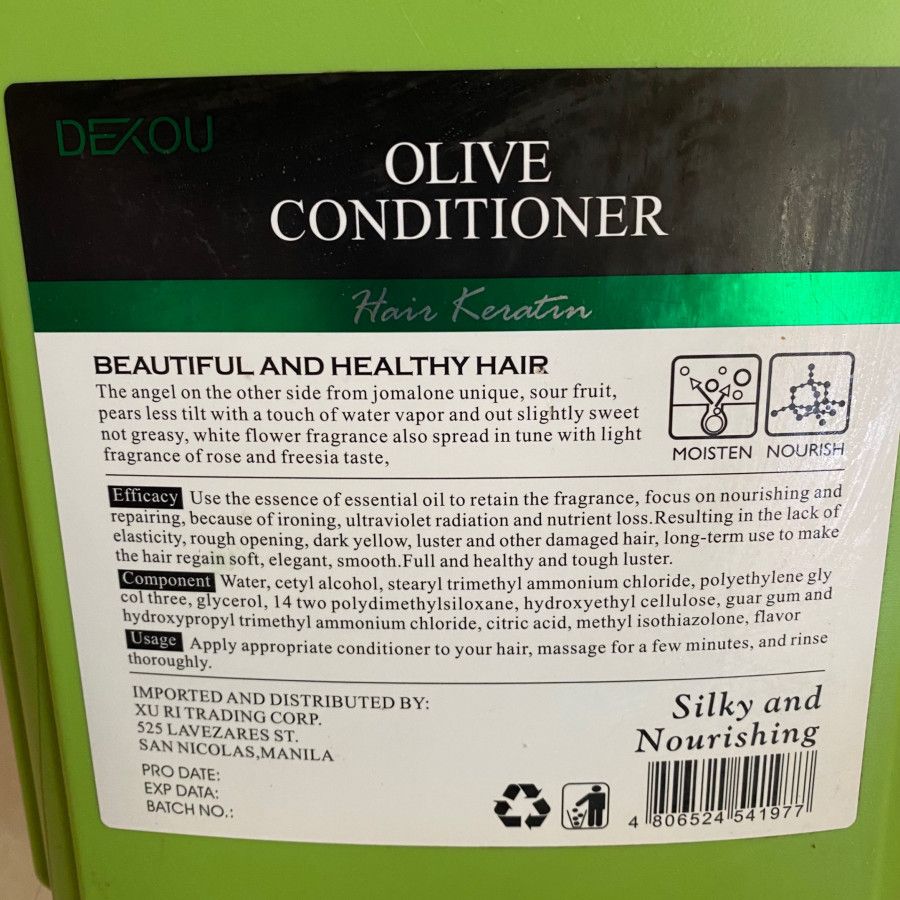 DEXOU
OLIVE
CONDITIONER
Hair Keratin
BEAUTIFUL AND HEALTHY HAIR
The angel on the other side from jomalone unique, sour fruit,
pears less tilt with a touch of water vapor and out slightly sweet
not greasy, white flower fragrance also spread in tune with light
fragrance of rose and freesia taste,
MOISTEN NOURISH
Efficacy Use the essence of essential oil to retain the fragrance, focus on nourishing and
repairing, because of ironing, ultraviolet radiation and nutrient loss.Resulting in the lack of
elasticity, rough opening, dark yellow, luster and other damaged hair, long-term use to make
the hair regain soft, elegant, smooth.Full and healthy and tough luster.
Component Water, cetyl alcohol, stearyl trimethyl ammonium chloride, polyethylene gly
col three, glycerol, 14 two polydimethylsiloxane, hydroxyethyl cellulose, guar gum and
hydroxypropyl trimethyl ammonium chloride, citric acid, methyl isothiazolone, flavor
Usage Apply appropriate conditioner to your hair, massage for a few minutes, and rinse
thoroughly.
IMPORTED AND DISTRIBUTED BY:
XU RI TRADING CORP.
525 LAVEZARES ST.
SAN NICOLAS,MANILA
PRO DATE:
EXP DATA:
BATCH NO.:
Silky and
Nourishing
4 806524 541977